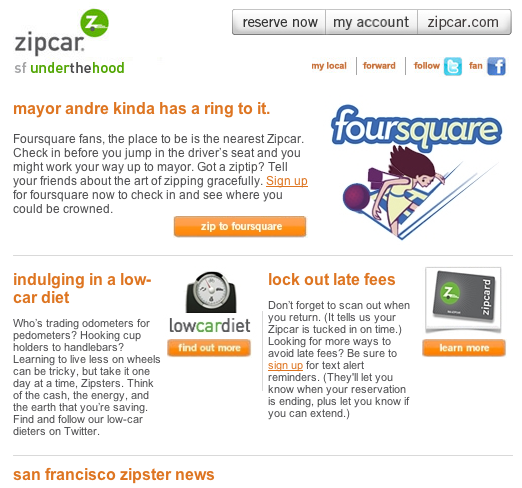 zipcar
sf underthehood
reserve now
my account
zipcar.com
my local
forward
follow
fan
mayor andre kinda has a ring to it.
Foursquare fans, the place to be is the nearest Zipcar.
Check in before you jump in the driver's seat and you
might work your way up to mayor. Got a ziptip? Tell
your friends about the art of zipping gracefully. Sign up
for foursquare now to check in and see where you
could be crowned.
zip to foursquare
foursquare
indulging in a low-
car diet
Who's trading odometers for
pedometers? Hooking cup
holders to handlebars?
Learning to live less on wheels
can be tricky, but take it one
day at a time, Zipsters. Think
of the cash, the energy, and
the earth that you're saving.
Find and follow our low-car
dieters on Twitter.
lowcardiet
find out more
lock out late fees
Don't forget to scan out when
you return. (It tells us your
Zipcar is tucked in on time.)
Looking for more ways to
avoid late fees? Be sure to
sign up for text alert
reminders. (They'll let you
know when your reservation
is ending, plus let you know if
you can extend.)
zipcard
learn more
san francisco zipster news